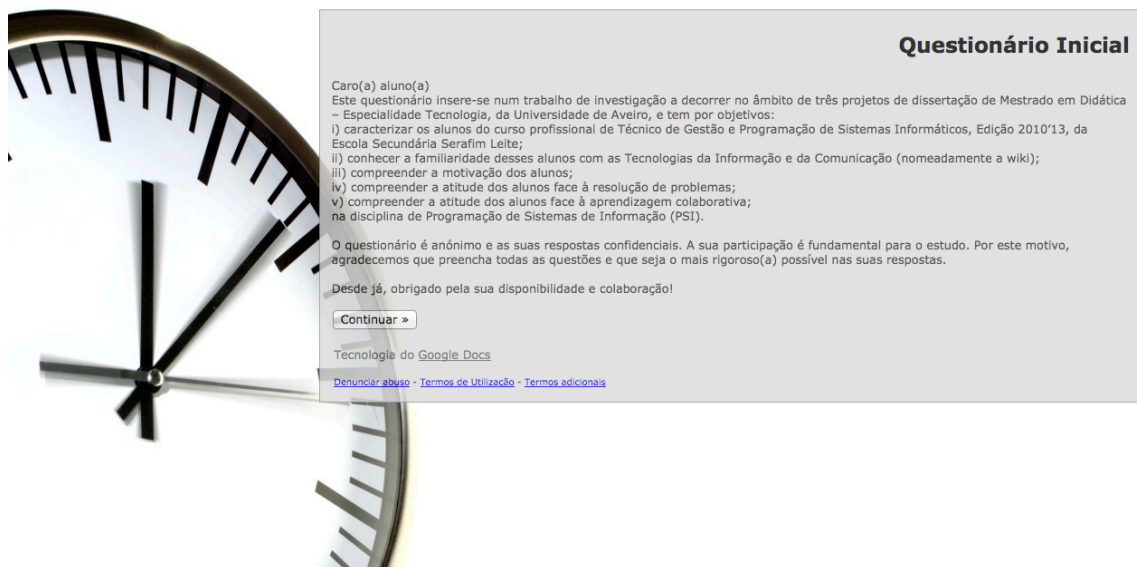 Questionário Inicial
Caro(a) aluno(a)
Este questionário insere-se num trabalho de investigação a decorrer no âmbito de três projetos de dissertação de Mestrado em Didática
– Especialidade Tecnologia, da Universidade de Aveiro, e tem por objetivos:
i) caracterizar os alunos do curso profissional de Técnico de Gestão e Programação de Sistemas Informáticos, Edição 2010'13, da
Escola Secundária Serafim Leite;
ii) conhecer a familiaridade desses alunos com as Tecnologias da Informação e da Comunicação (nomeadamente a wiki);
iii) compreender a motivação dos alunos;
iv) compreender a atitude dos alunos face à resolução de problemas;
v) compreender a atitude dos alunos face à aprendizagem colaborativa;
na disciplina de Programação de Sistemas de Informação (PSI).
O questionário é anónimo e as suas respostas confidenciais. A sua participação é fundamental para o estudo. Por este motivo,
agradecemos que preencha todas as questões e que seja o mais rigoroso(a) possível nas suas respostas.
Desde já, obrigado pela sua disponibilidade e colaboração!
Continuar »
Tecnologia do Google Docs
Denunciar abuso - Termos de Utilização - Termos adicionais